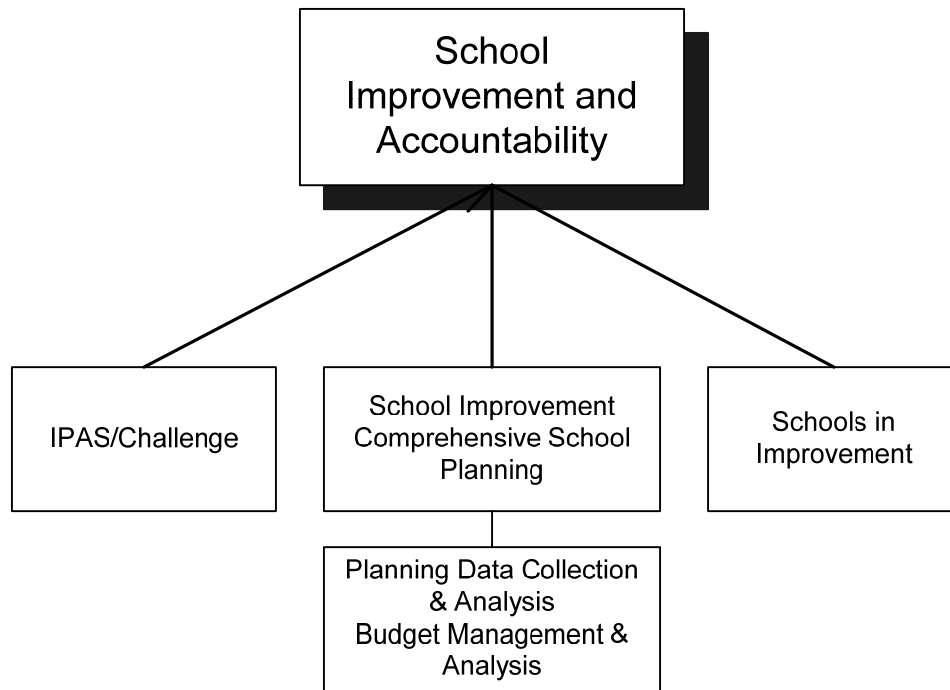 School
Improvement and
Accountability
IPAS/Challenge
School Improvement
Comprehensive School
Planning
Schools in
Improvement
Planning Data Collection
& Analysis
Budget Management &
Analysis